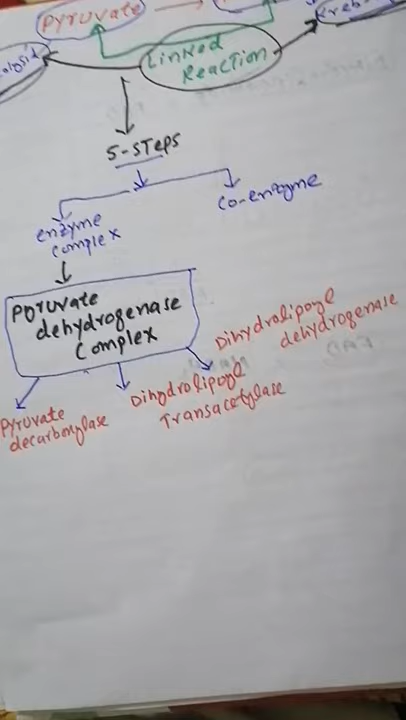 Pyruvate
Linked
Reaction
5-steps
enzyme
complex
co-enzyme
Pyruvate
dehydrogenase
Complex
Dihydrolipoyl
dehydrogenase
Dihydrolipoyl
Transacetylase
Pyruvate
decarboxylase